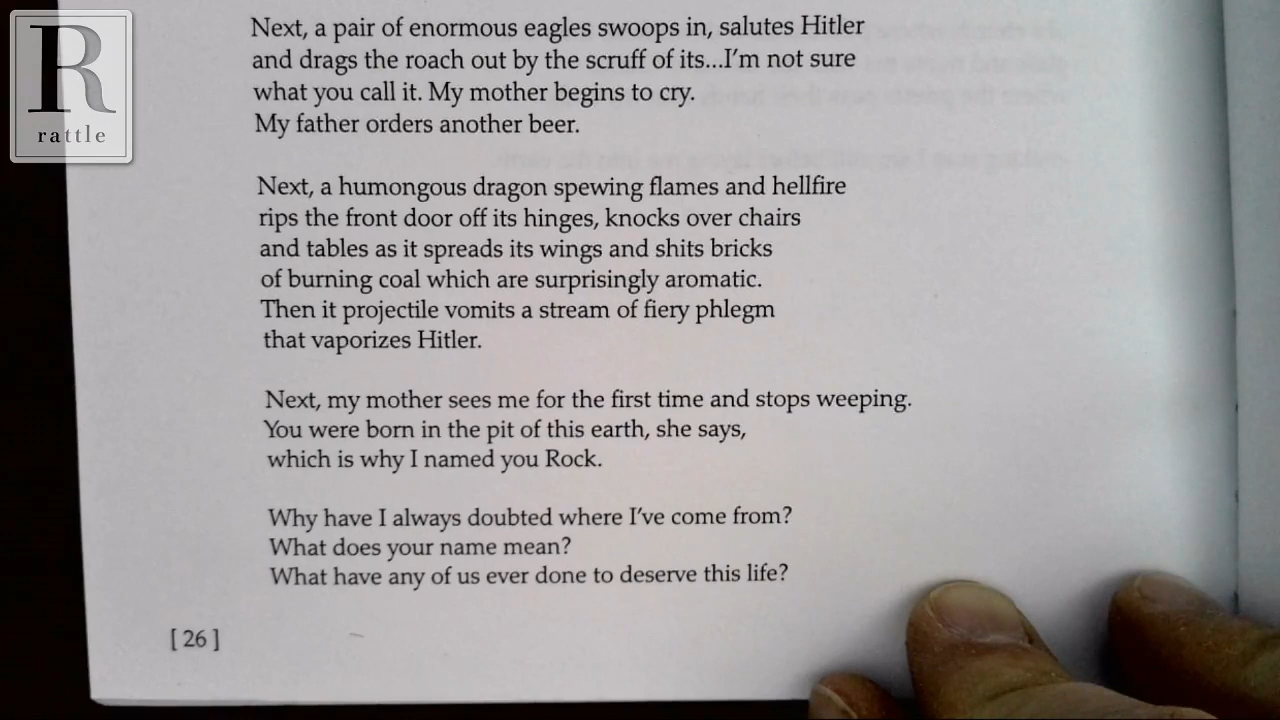 R
rattle
Next, a pair of enormous eagles swoops in, salutes Hitler
and drags the roach out by the scruff of its...I'm not sure
what you call it. My mother begins to cry.
My father orders another beer.
Next, a humongous dragon spewing flames and hellfire
rips the front door off its hinges, knocks over chairs
and tables as it spreads its wings and shits bricks
of burning coal which are surprisingly aromatic.
Then it projectile vomits a stream of fiery phlegm
that vaporizes Hitler.
Next, my mother sees me for the first time and stops weeping.
You were born in the pit of this earth, she says,
which is why I named you Rock.
Why have I always doubted where I've come from?
What does your name mean?
What have any of us ever done to deserve this life?
[ 26 ]